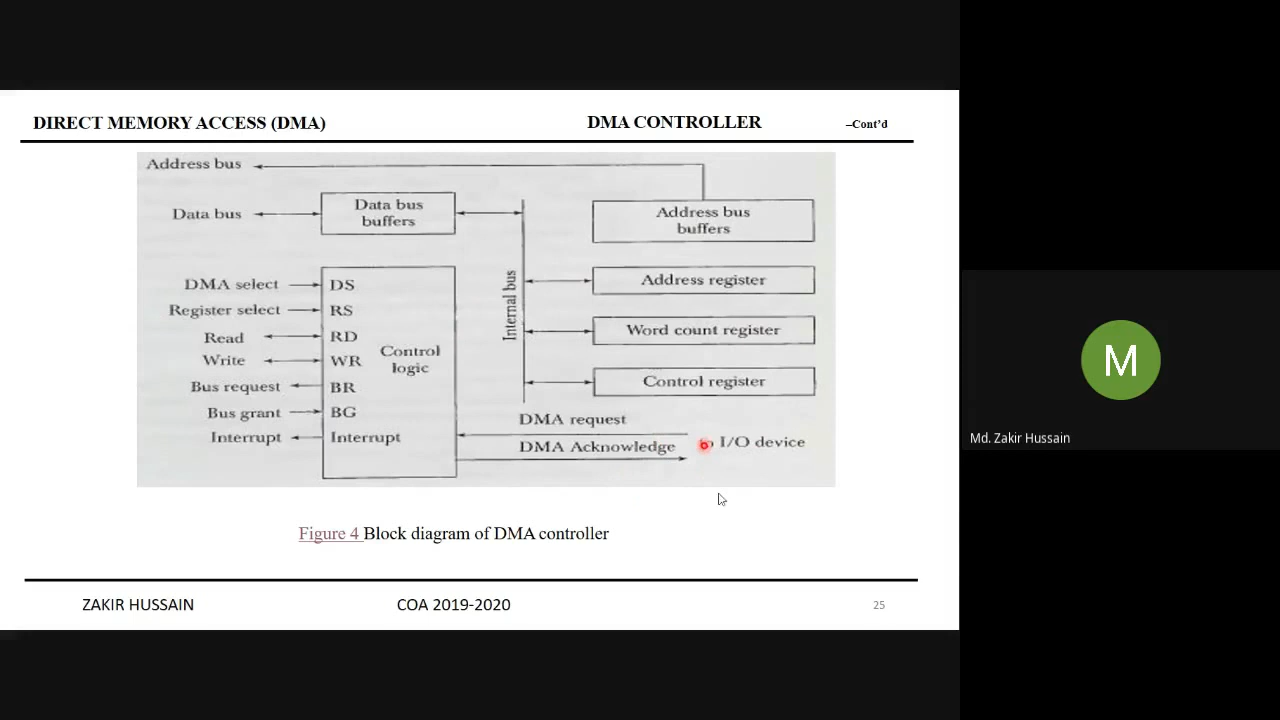 DIRECT MEMORY ACCESS (DMA) DMA CONTROLLER –Cont'd
Address bus
Data bus
Data bus
buffers
Address bus
buffers
Internal bus
Address register
Word count register
Control register
DMA select DS
Register select RS
Read RD
Write WR
Control
logic
Bus request BR
Bus grant BG
Interrupt Interrupt
DMA request
DMA Acknowledge
I/O device
Figure 4 Block diagram of DMA controller
ZAKIR HUSSAIN COA 2019-2020 25
M
Md. Zakir Hussain